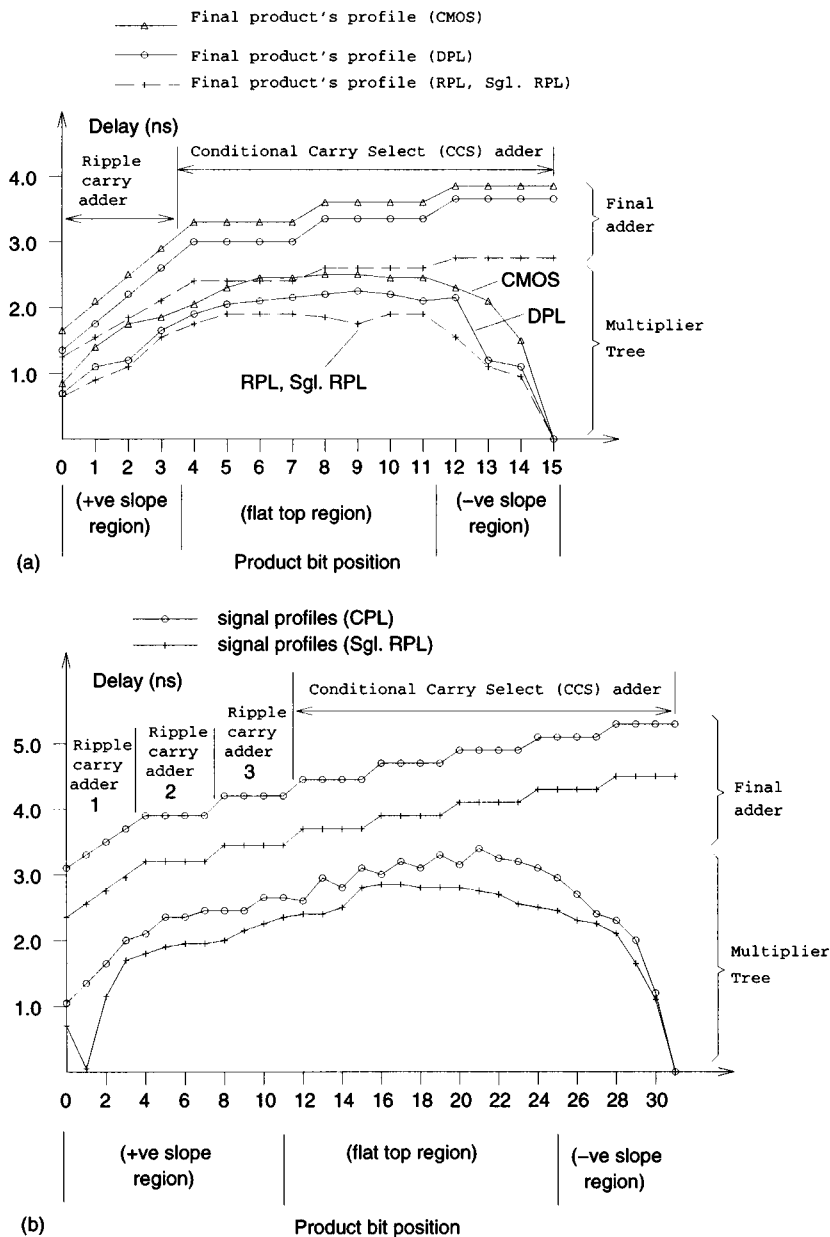 Final product's profile (CMOS)
Final product's profile (DPL)
Final product's profile (RPL, Sgl. RPL)
Delay (ns)
Ripple
carry
adder
Conditional Carry Select (CCS) adder
4.0
3.0
2.0
1.0
Final
adder
CMOS
DPL
Multiplier
Tree
RPL, Sgl. RPL
0 1 2 3 4 5 6 7 8 9 10 11 12 13 14 15
(+ve slope
region)
(flat top region)
(−ve slope
region)
(a)
Product bit position
signal profiles (CPL)
signal profiles (Sgl. RPL)
Delay (ns)
Conditional Carry Select (CCS) adder
Ripple
carry
adder
1
Ripple
carry
adder
2
Ripple
carry
adder
3
5.0
4.0
3.0
2.0
1.0
Final
adder
Multiplier
Tree
0 2 4 6 8 10 12 14 16 18 20 22 24 26 28 30
(+ve slope
region)
(flat top region)
(−ve slope
region)
(b)
Product bit position